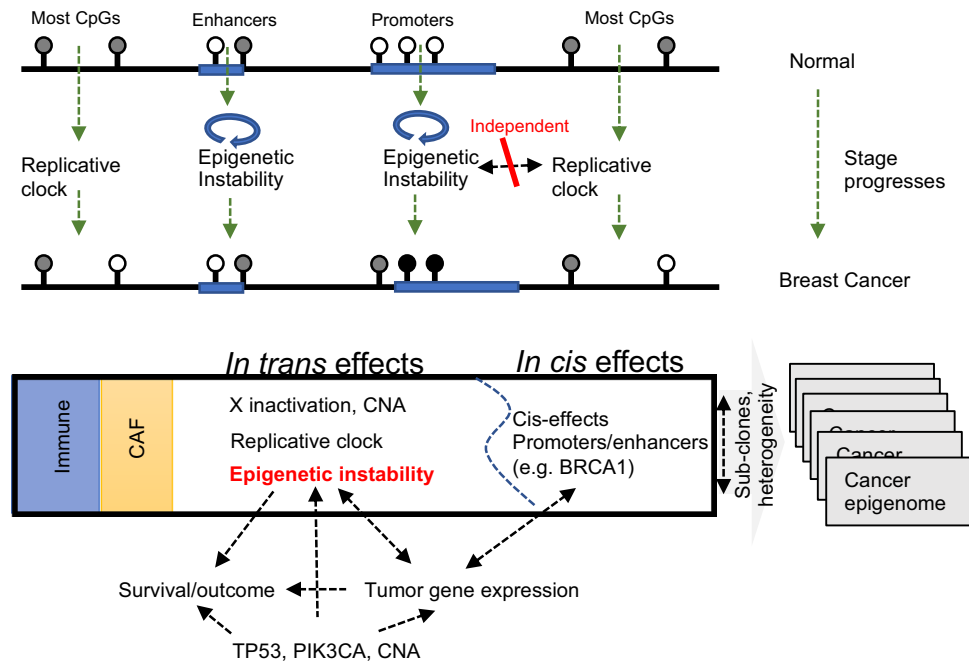 Most CpGs
Enhancers
Promoters
Most CpGs
Normal
Independent
Replicative
clock
Epigenetic
Instability
Epigenetic
Instability
Replicative
clock
Stage
progresses
Breast Cancer
In trans effects
In cis effects
Immune
CAF
X inactivation, CNA
Replicative clock
Epigenetic instability
Cis-effects
Promoters/enhancers
(e.g. BRCA1)
Sub-clones,
heterogeneity
Cancer
Cancer
epigenome
Survival/outcome
Tumor gene expression
TP53, PIK3CA, CNA